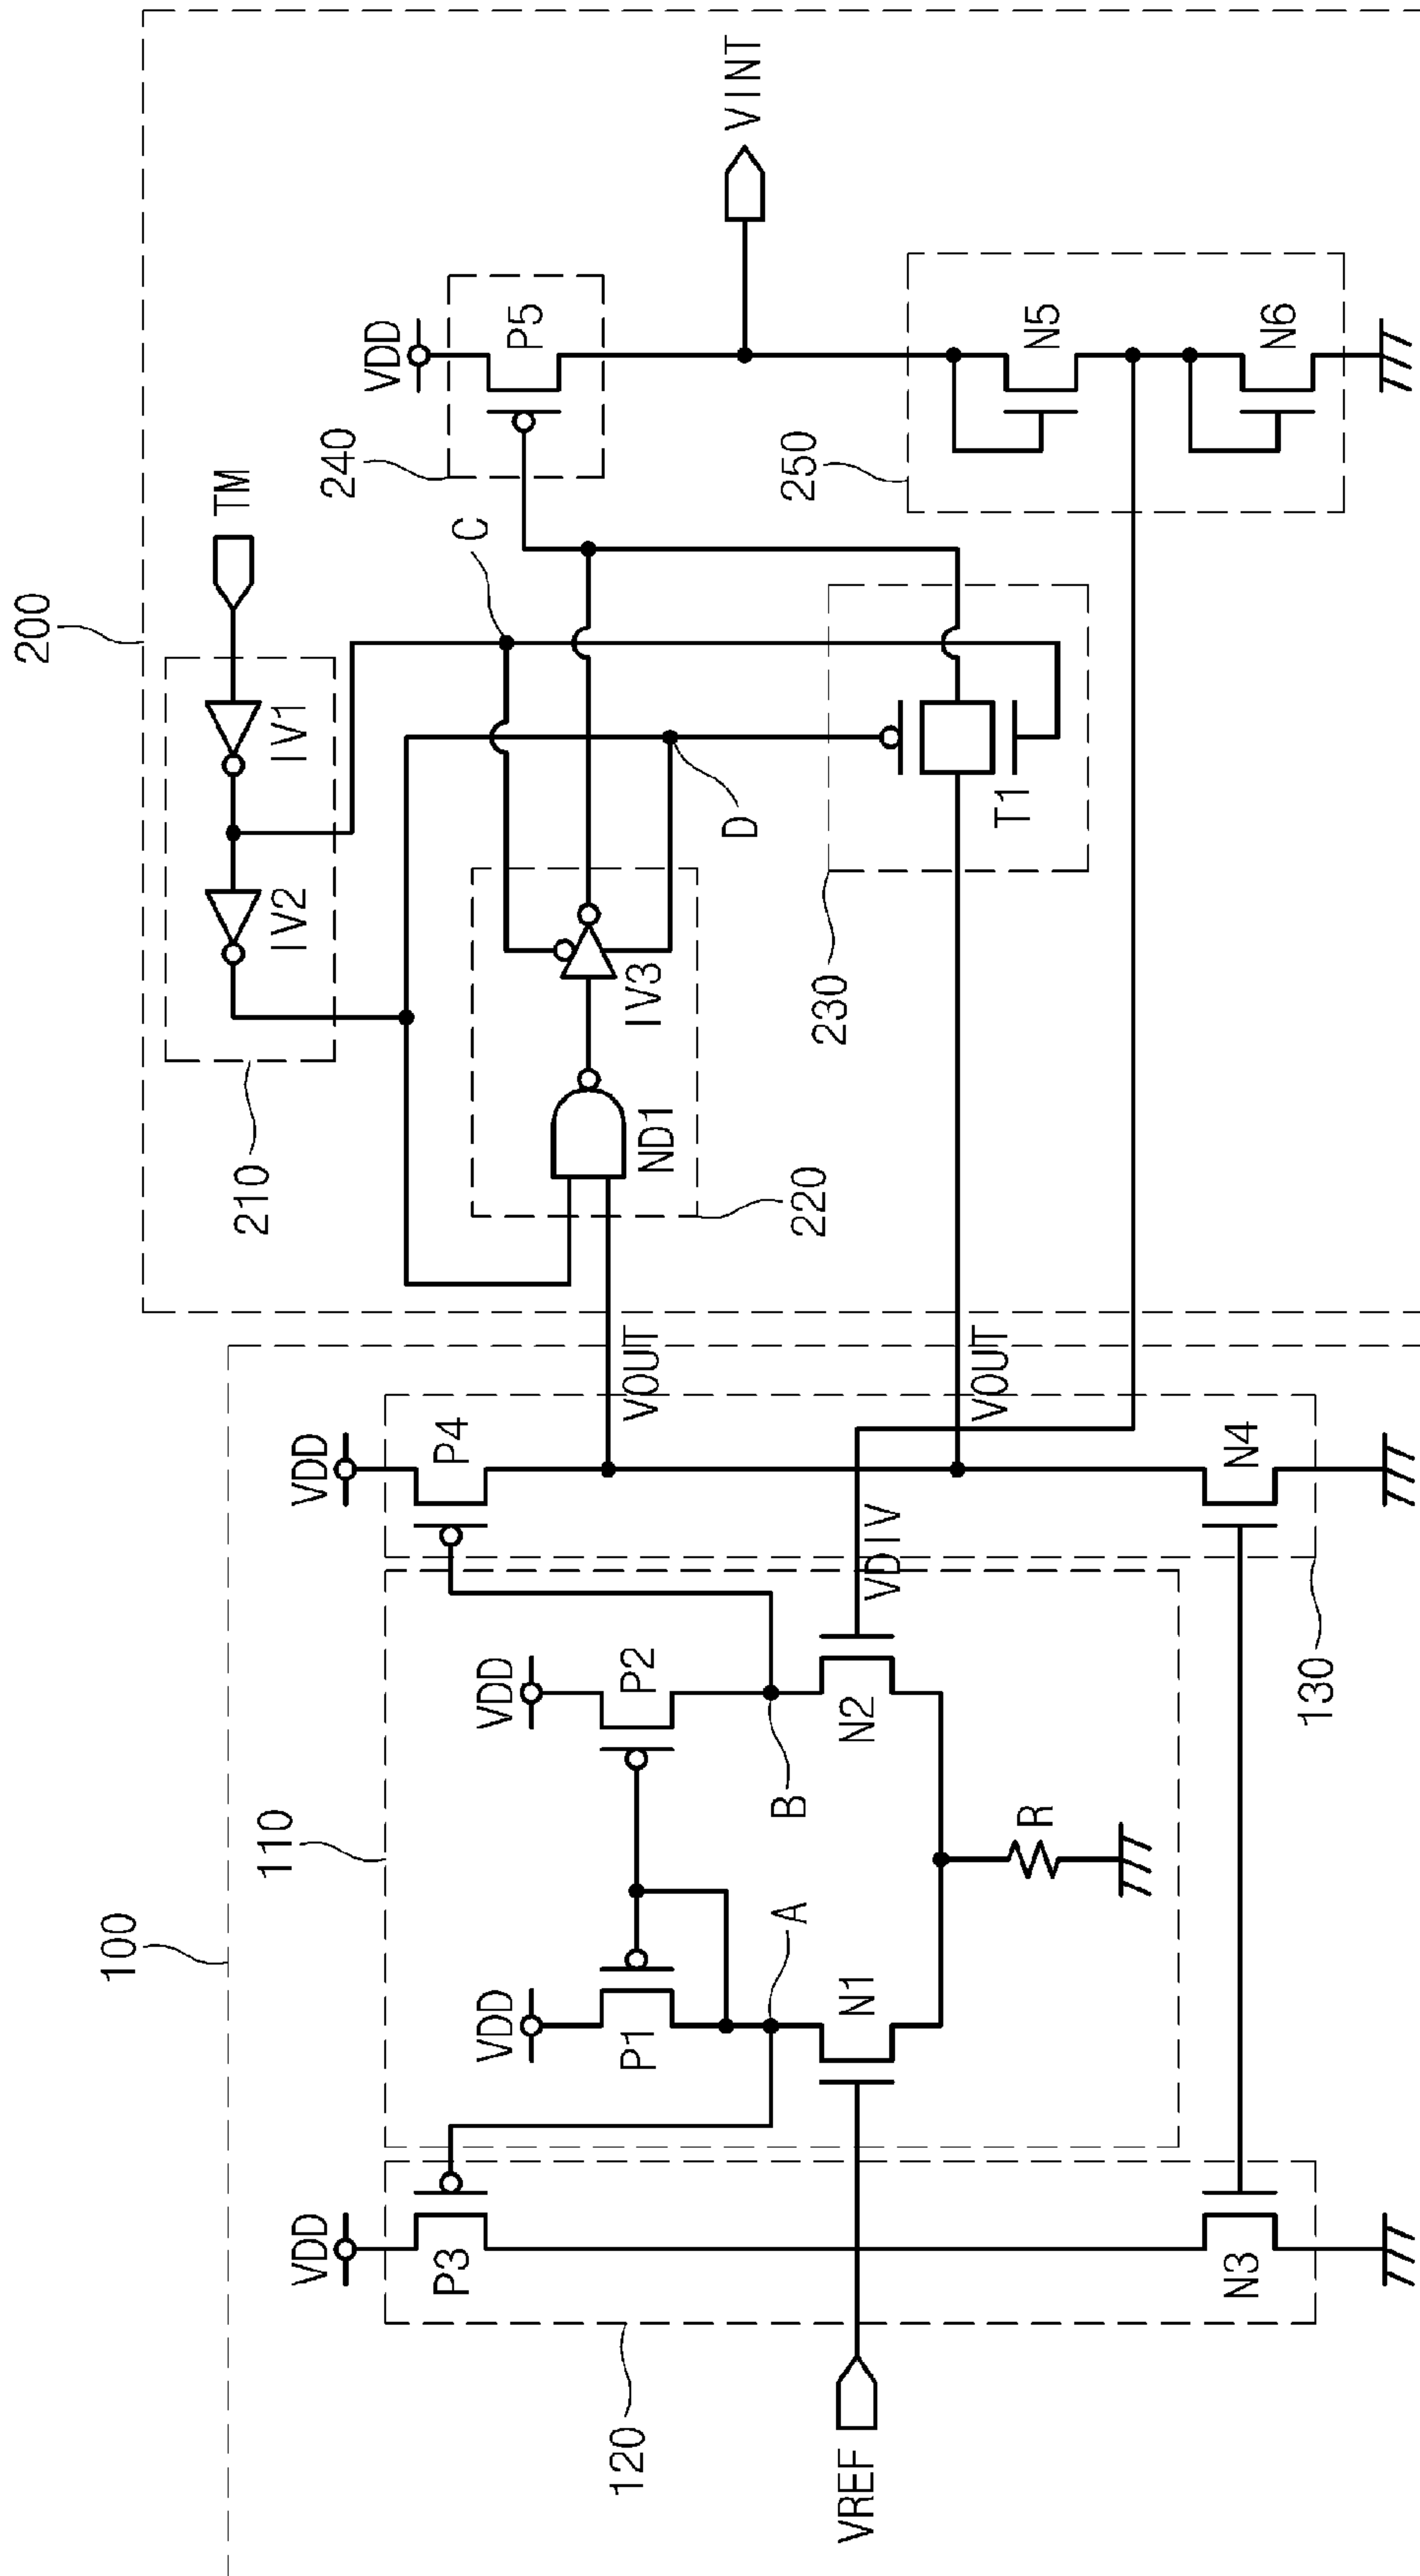 100
200
VDD
VDD
VDD
VDD
VDD
110
120
130
P3
P1
P2
P4
A
B
N1
N2
R
N3
N4
VREF
VDIV
VOUT
VOUT
210
IV2
IV1
TM
220
ND1
IV3
C
D
230
T1
240
P5
VINT
250
N5
N6